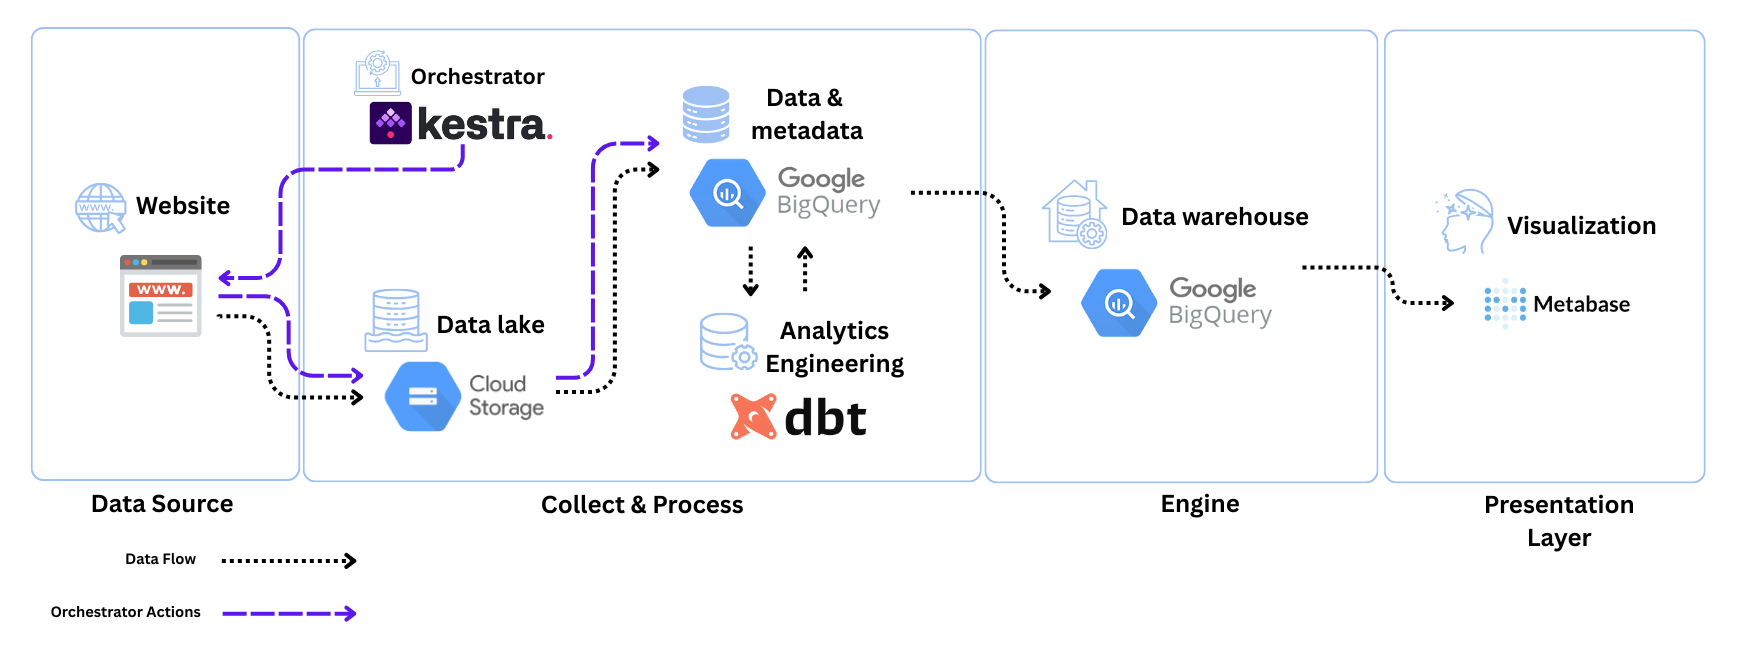 Orchestrator
kestra.
Data &
metadata
Google
BigQuery
www.
Website
www.
Data lake
Cloud
Storage
Analytics
Engineering
dbt
Data warehouse
Google
BigQuery
Visualization
Metabase
Data Source
Collect & Process
Engine
Presentation
Layer
Data Flow
Orchestrator Actions